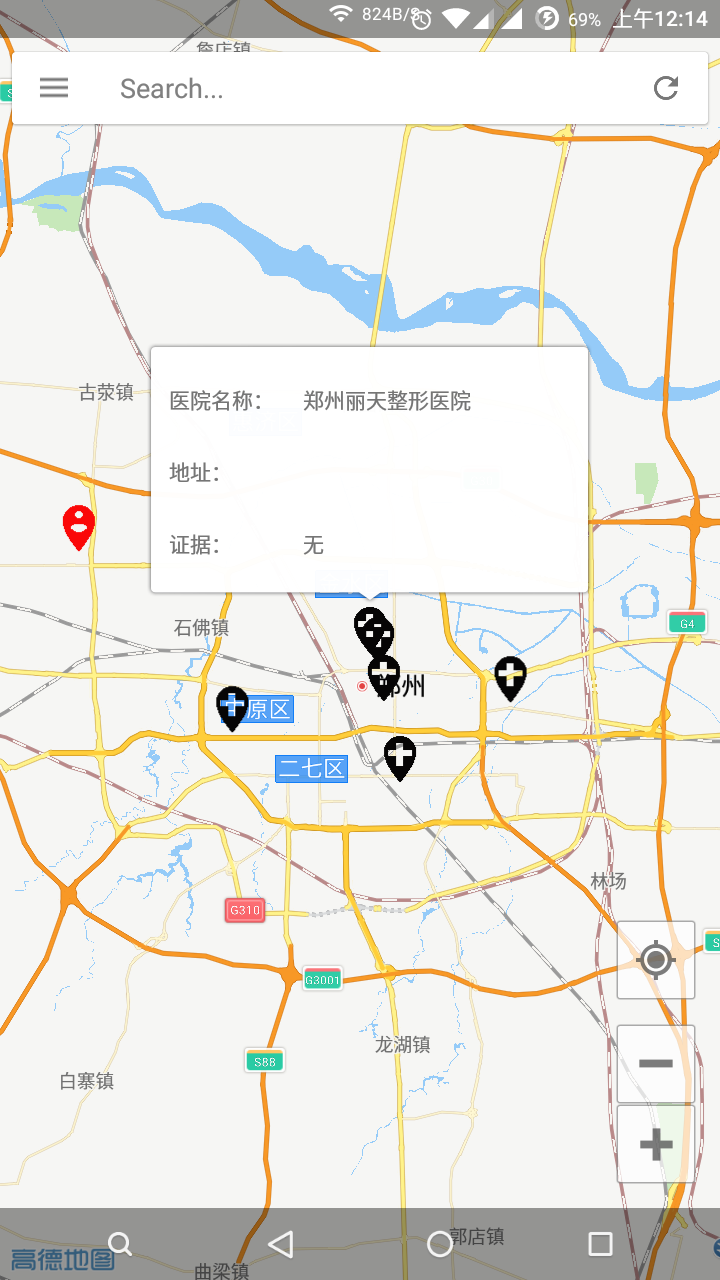 824B/S
69%
上午12:14
詹店镇
Search...
古荥镇
医院名称: 郑州丽天整形医院
地址:
证据: 无
石佛镇
G4
郑州
原区
二七区
林场
G310
G3001
龙湖镇
S88
白寨镇
郭店镇
高德地图
曲梁镇